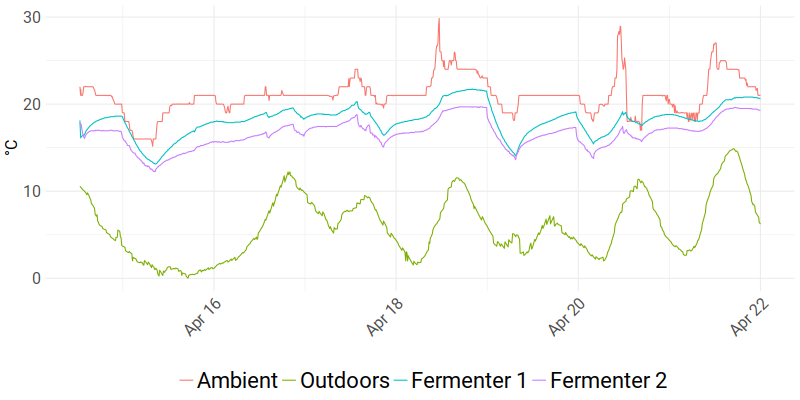 30
20
10
0
°C
Apr 16
Apr 18
Apr 20
Apr 22
Ambient Outdoors Fermenter 1 Fermenter 2